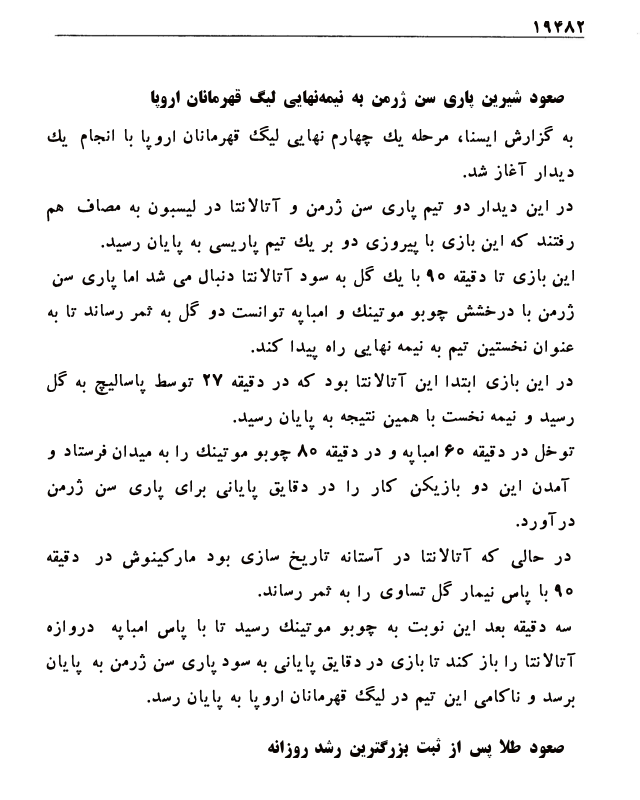 ۱۹۴۸۲
صعود شیرین پاری سن ژرمن به نیمه‌نهایی لیگ قهرمانان اروپا
به گزارش ایسنا، مرحله یک چهارم نهایی لیگ قهرمانان اروپا با انجام یک
دیدار آغاز شد.
در این دیدار دو تیم پاری سن ژرمن و آتالانتا در لیسبون به مصاف هم
رفتند که این بازی با پیروزی دو بر یک تیم پاریسی به پایان رسید.
این بازی تا دقیقه ۹۰ با یک گل به سود آتالانتا دنبال می شد اما پاری سن
ژرمن با درخشش چوبو موتینک و امباپه توانست دو گل به ثمر رساند تا به
عنوان نخستین تیم به نیمه نهایی راه پیدا کند.
در این بازی ابتدا این آتالانتا بود که در دقیقه ۲۷ توسط پاسالیچ به گل
رسید و نیمه نخست با همین نتیجه به پایان رسید.
توخل در دقیقه ۶۰ امباپه و در دقیقه ۸۰ چوبو موتینک را به میدان فرستاد و
آمدن این دو بازیکن کار را در دقایق پایانی برای پاری سن ژرمن
درآورد.
در حالی که آتالانتا در آستانه تاریخ سازی بود مارکینوش در دقیقه
۹۰ با پاس نیمار گل تساوی را به ثمر رساند.
سه دقیقه بعد این نوبت به چوبو موتینک رسید تا با پاس امباپه دروازه
آتالانتا را باز کند تا بازی در دقایق پایانی به سود پاری سن ژرمن به پایان
برسد و ناکامی این تیم در لیگ قهرمانان اروپا به پایان رسد.
صعود طلا پس از ثبت بزرگترین رشد روزانه